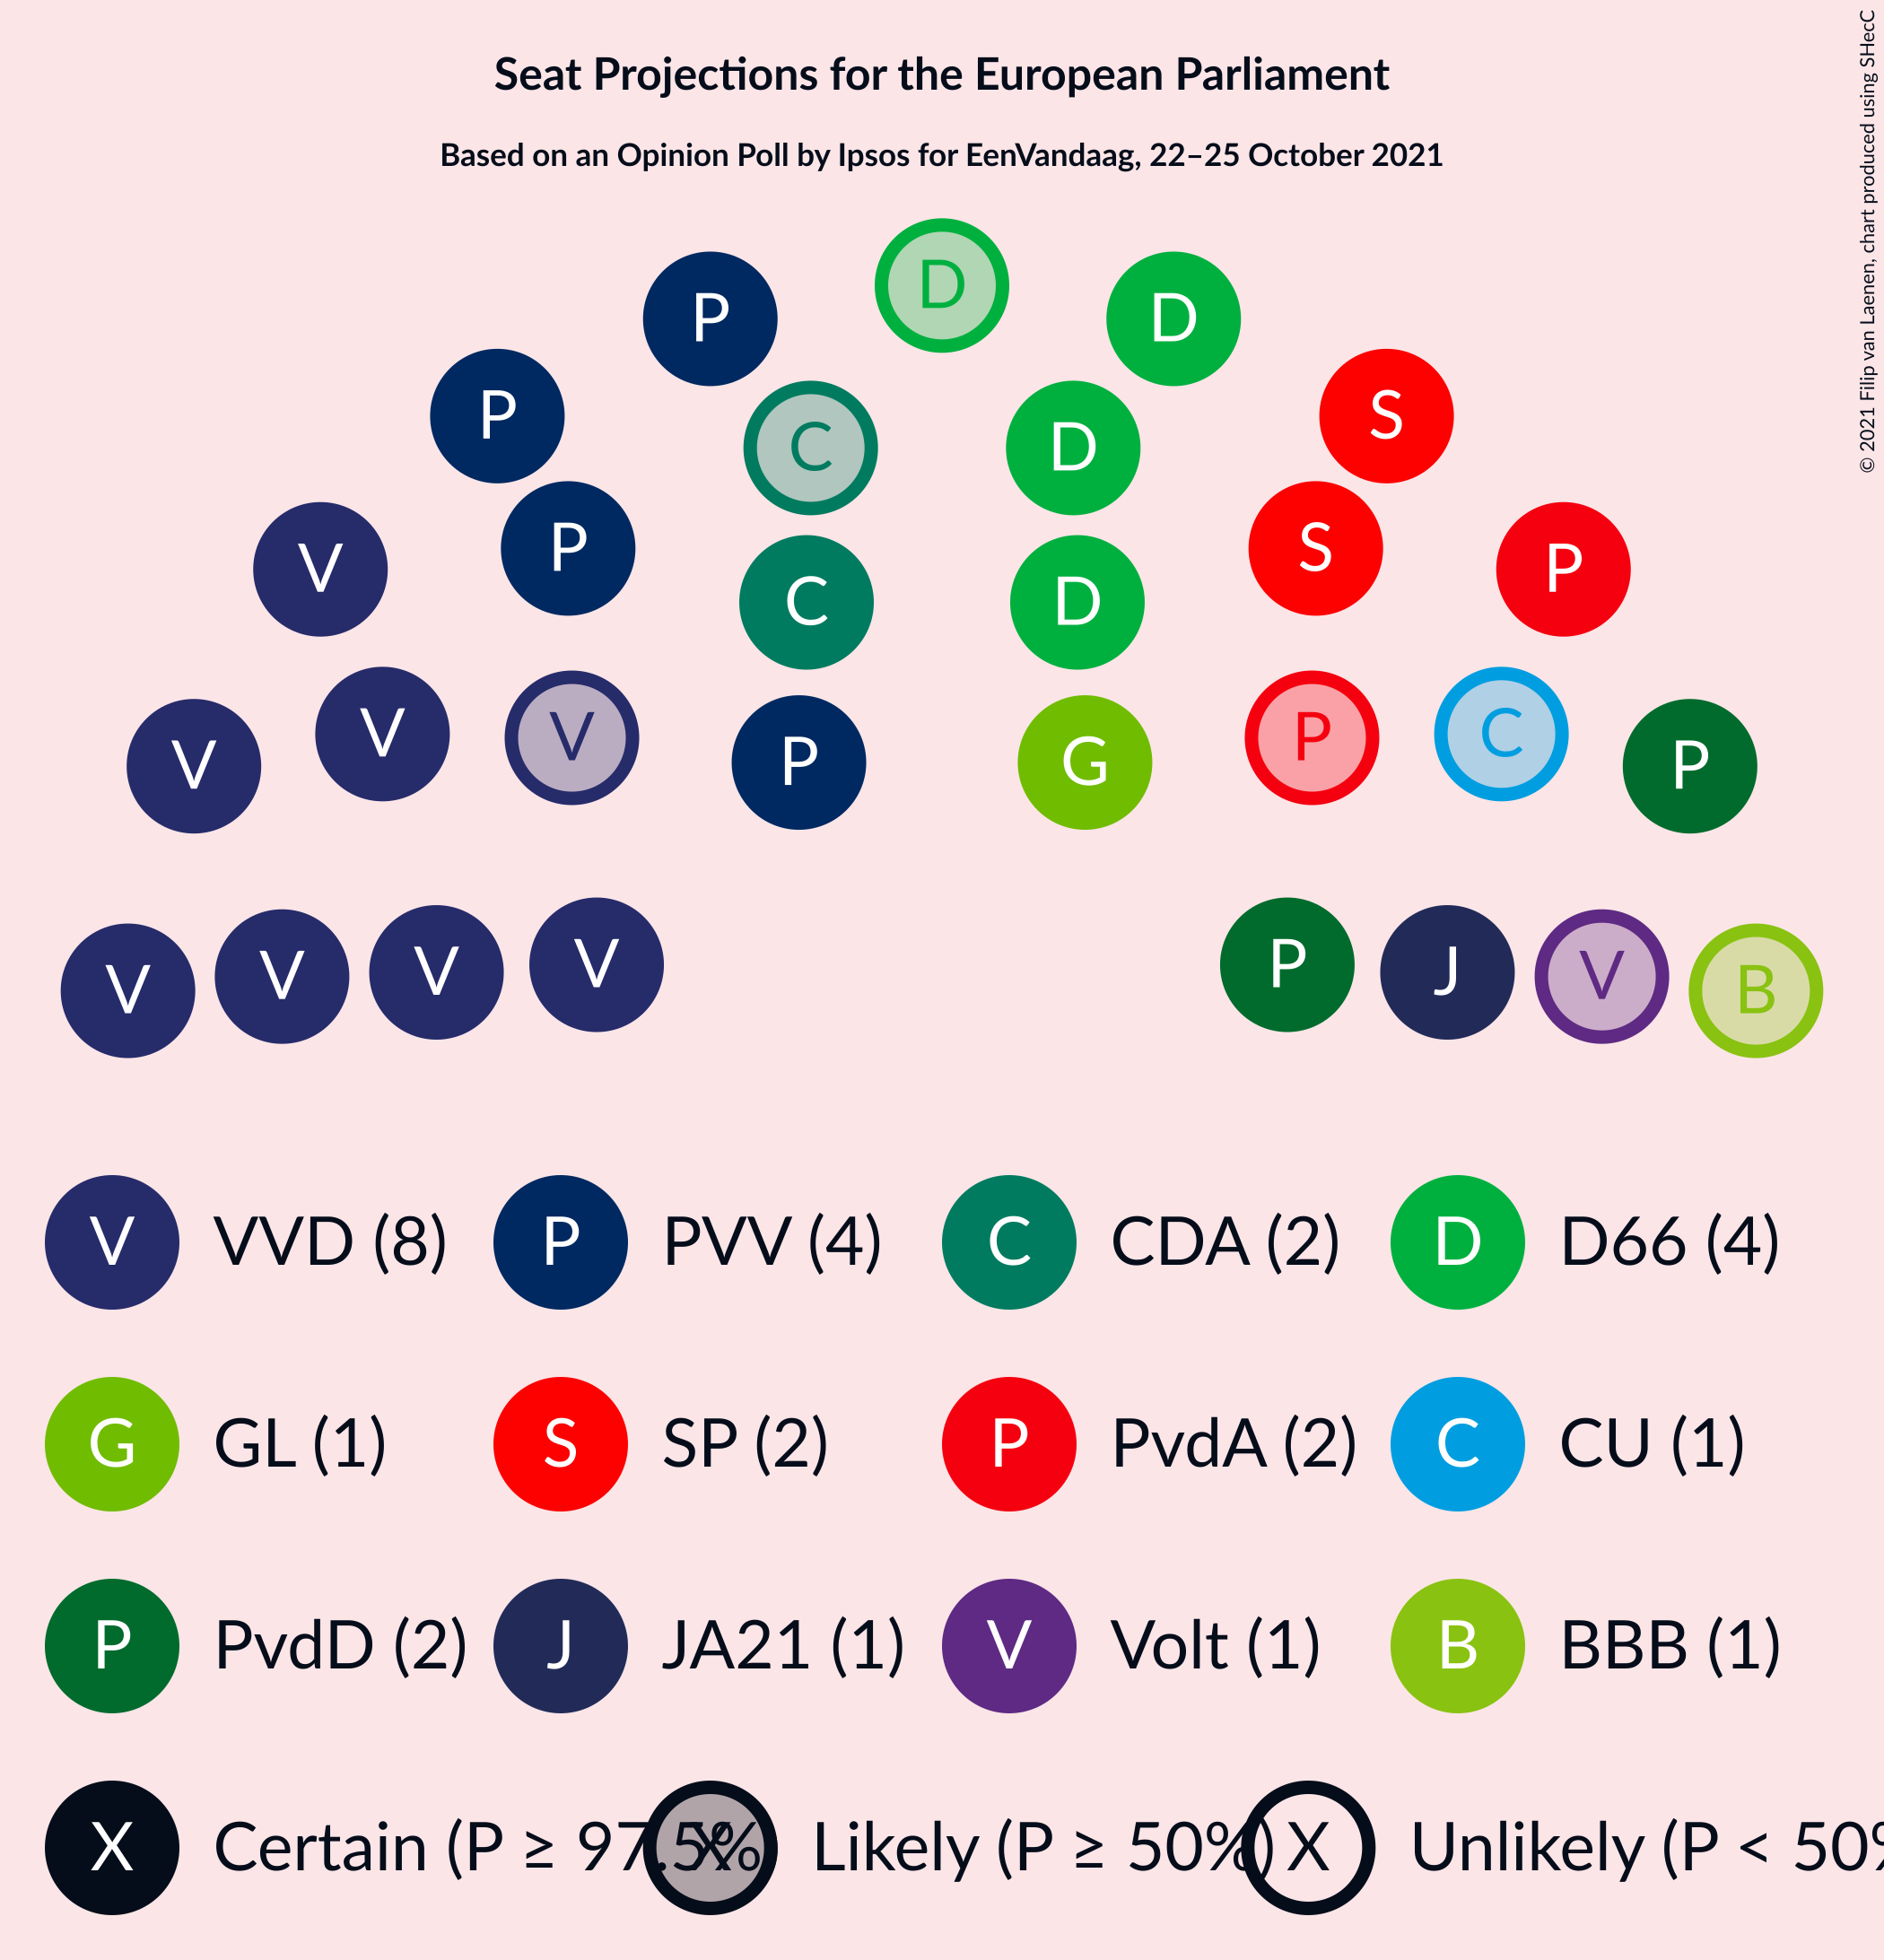 Seat Projections for the European Parliament
Based on an Opinion Poll by Ipsos for EenVandaag, 22–25 October 2021
© 2021 Filip van Laenen, chart produced using SHecC
D
P D
P S
C D
P S
V P
C D
V C
V P
P G
V P
V B
V V
V J
V P
V VVD (8) P PVV (4) C CDA (2) D D66 (4)
G GL (1) S SP (2) P PvdA (2) C CU (1)
P PvdD (2) J JA21 (1) V Volt (1) B BBB (1)
X Certain (P ≥ 97.5% X Likely (P ≥ 50%) X Unlikely (P < 50%